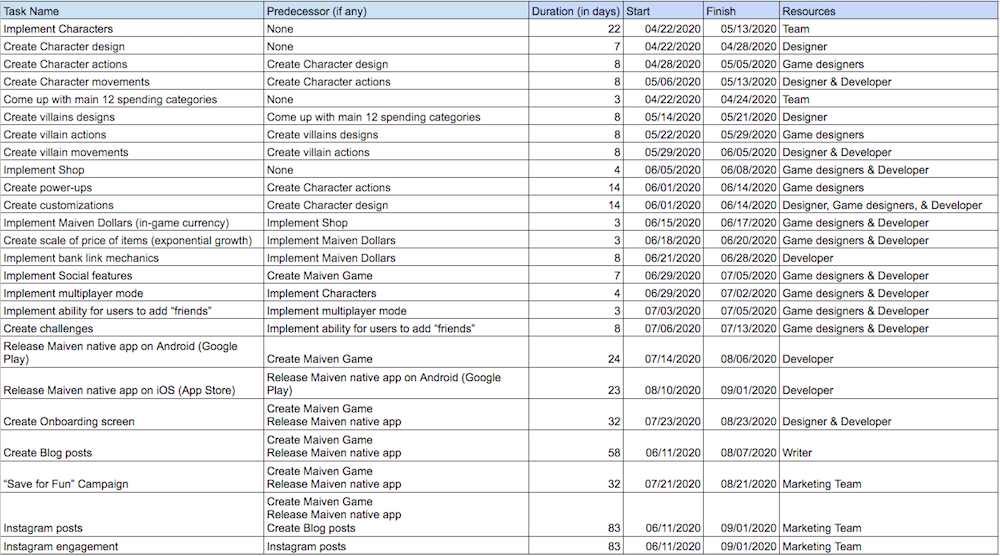 Task Name Predecessor (if any) Duration (in days) Start Finish Resources
Implement Characters None 22 04/22/2020 05/13/2020 Team
Create Character design None 7 04/22/2020 04/28/2020 Designer
Create Character actions Create Character design 8 04/28/2020 05/05/2020 Game designers
Create Character movements Create Character actions 8 05/06/2020 05/13/2020 Designer & Developer
Come up with main 12 spending categories None 3 04/22/2020 04/24/2020 Team
Create villains designs Come up with main 12 spending categories 8 05/14/2020 05/21/2020 Designer
Create villain actions Create villains designs 8 05/22/2020 05/29/2020 Game designers
Create villain movements Create villain actions 8 05/29/2020 06/05/2020 Designer & Developer
Implement Shop None 4 06/05/2020 06/08/2020 Game designers & Developer
Create power-ups Create Character actions 14 06/01/2020 06/14/2020 Game designers
Create customizations Create Character design 14 06/01/2020 06/14/2020 Designer, Game designers, & Developer
Implement Maiven Dollars (in-game currency) Implement Shop 3 06/15/2020 06/17/2020 Game designers & Developer
Create scale of price of items (exponential growth) Implement Maiven Dollars 3 06/18/2020 06/20/2020 Game designers & Developer
Implement bank link mechanics Implement Maiven Dollars 8 06/21/2020 06/28/2020 Developer
Implement Social features Create Maiven Game 7 06/29/2020 07/05/2020 Game designers & Developer
Implement multiplayer mode Implement Characters 4 06/29/2020 07/02/2020 Game designers & Developer
Implement ability for users to add “friends” Implement multiplayer mode 3 07/03/2020 07/05/2020 Game designers & Developer
Create challenges Implement ability for users to add “friends” 8 07/06/2020 07/13/2020 Game designers & Developer
Release Maiven native app on Android (Google
Play) Create Maiven Game 24 07/14/2020 08/06/2020 Developer
Release Maiven native app on Android (Google
Release Maiven native app on iOS (App Store) Play) 23 08/10/2020 09/01/2020 Developer
Create Maiven Game
Create Onboarding screen Release Maiven native app 32 07/23/2020 08/23/2020 Designer & Developer
Create Maiven Game
Create Blog posts Release Maiven native app 58 06/11/2020 08/07/2020 Writer
Create Maiven Game
“Save for Fun” Campaign Release Maiven native app 32 07/21/2020 08/21/2020 Marketing Team
Create Maiven Game
Release Maiven native app
Instagram posts Create Blog posts 83 06/11/2020 09/01/2020 Marketing Team
Instagram engagement Instagram posts 83 06/11/2020 09/01/2020 Marketing Team